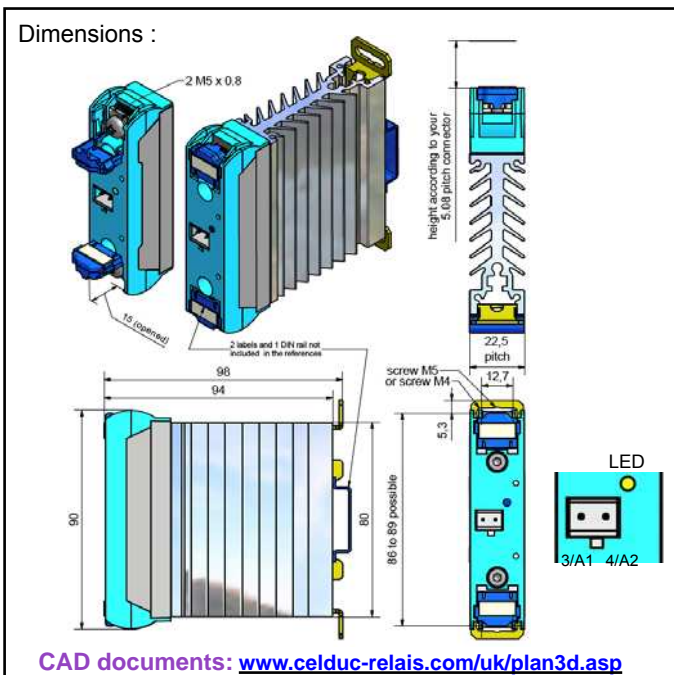 Dimensions :
2 M5 x 0.8
height according to your
5.08 pitch connector
15 (opened)
22,5
pitch
2 labels and 1 DIN rail not
included in the references
98
94
90
80
screw M5
or screw M4
12,7
5,3
86 to 89 possible
LED
3/A1 4/A2
CAD documents: www.celduc-relais.com/uk/plan3d.asp